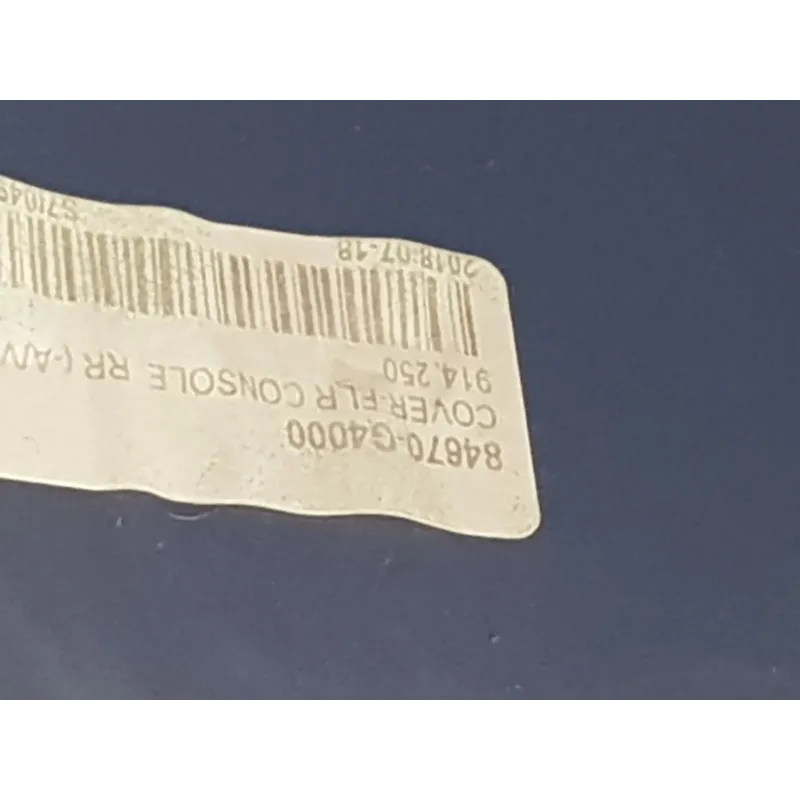 84670-G4000
COVER-FLR CONSOLE RR (-A/V
914.250
2018-07-18